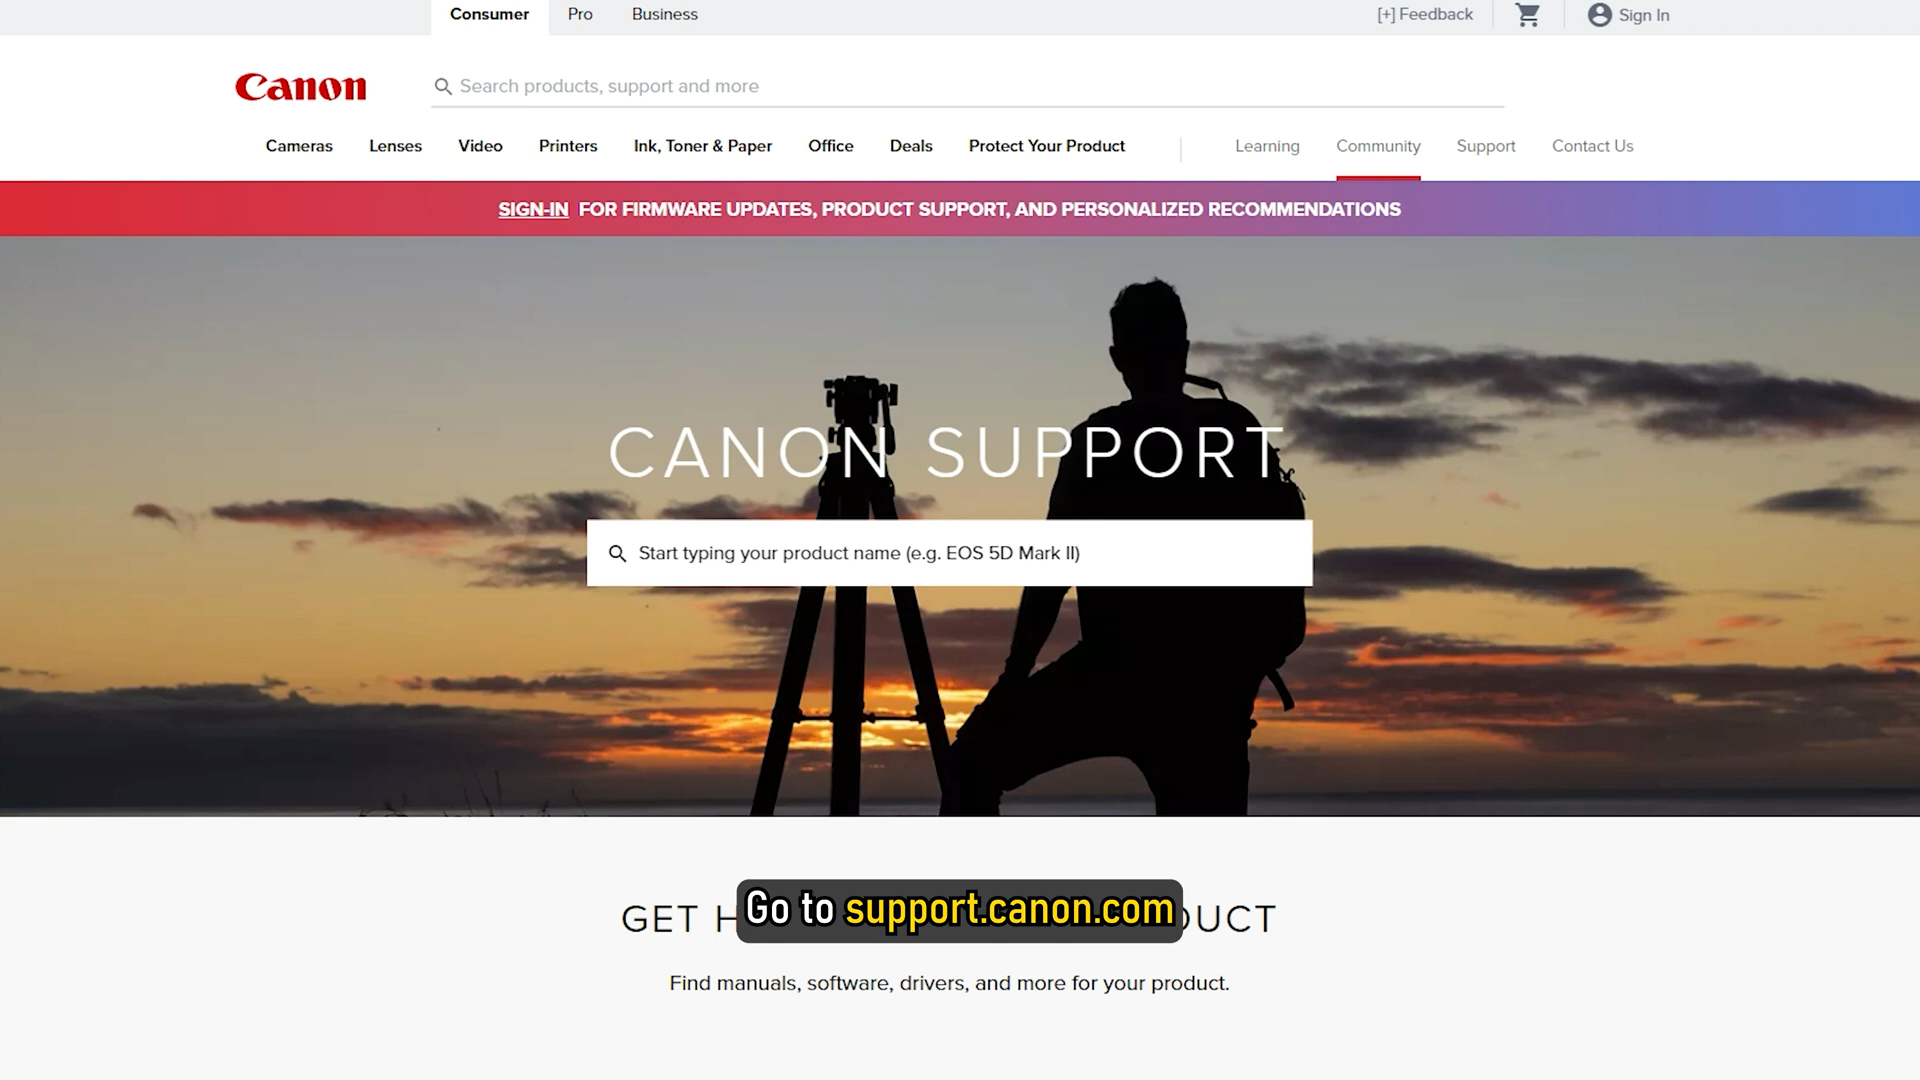 Consumer Pro Business [+] Feedback Sign In
Canon Search products, support and more
Cameras Lenses Video Printers Ink, Toner & Paper Office Deals Protect Your Product Learning Community Support Contact Us
SIGN-IN FOR FIRMWARE UPDATES, PRODUCT SUPPORT, AND PERSONALIZED RECOMMENDATIONS
CANON SUPPORT
Start typing your product name (e.g. EOS 5D Mark II)
GET
Go to support.canon.com
Find manuals, software, drivers, and more for your product.